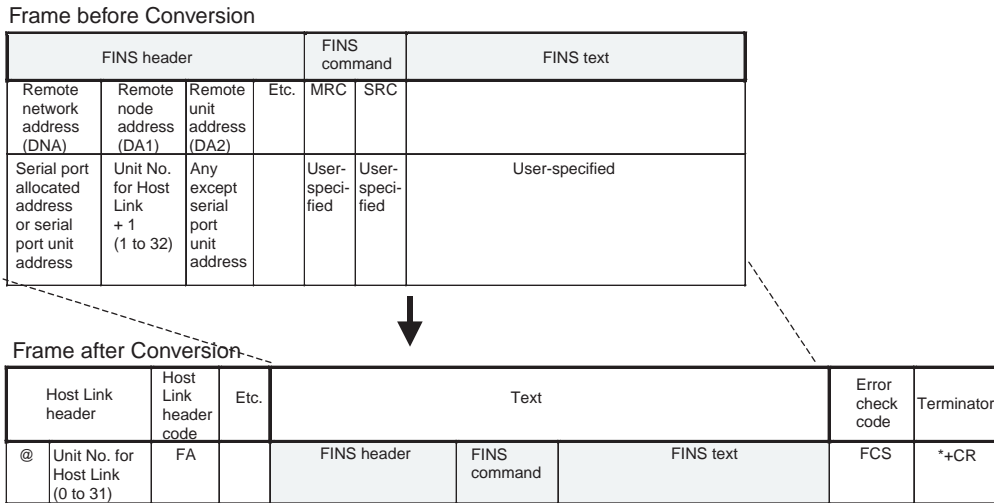 Frame before Conversion
FINS header
FINS
command
FINS text
Remote
network
address
(DNA)
Remote
node
address
(DA1)
Remote
unit
address
(DA2)
Etc.
MRC
SRC
Serial port
allocated
address
or serial
port unit
address
Unit No.
for Host
Link
+ 1
(1 to 32)
Any
except
serial
port
unit
address
User-
speci-
fied
User-
speci-
fied
User-specified
Frame after Conversion
Host Link
header
Host
Link
header
code
Etc.
Text
Error
check
code
Terminator
@
Unit No. for
Host Link
(0 to 31)
FA
FINS header
FINS
command
FINS text
FCS
*+CR